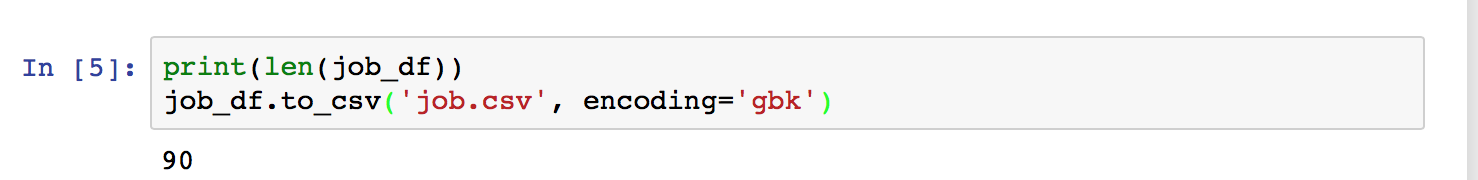 In [5]: print(len(job_df))
job_df.to_csv('job.csv', encoding='gbk')
90